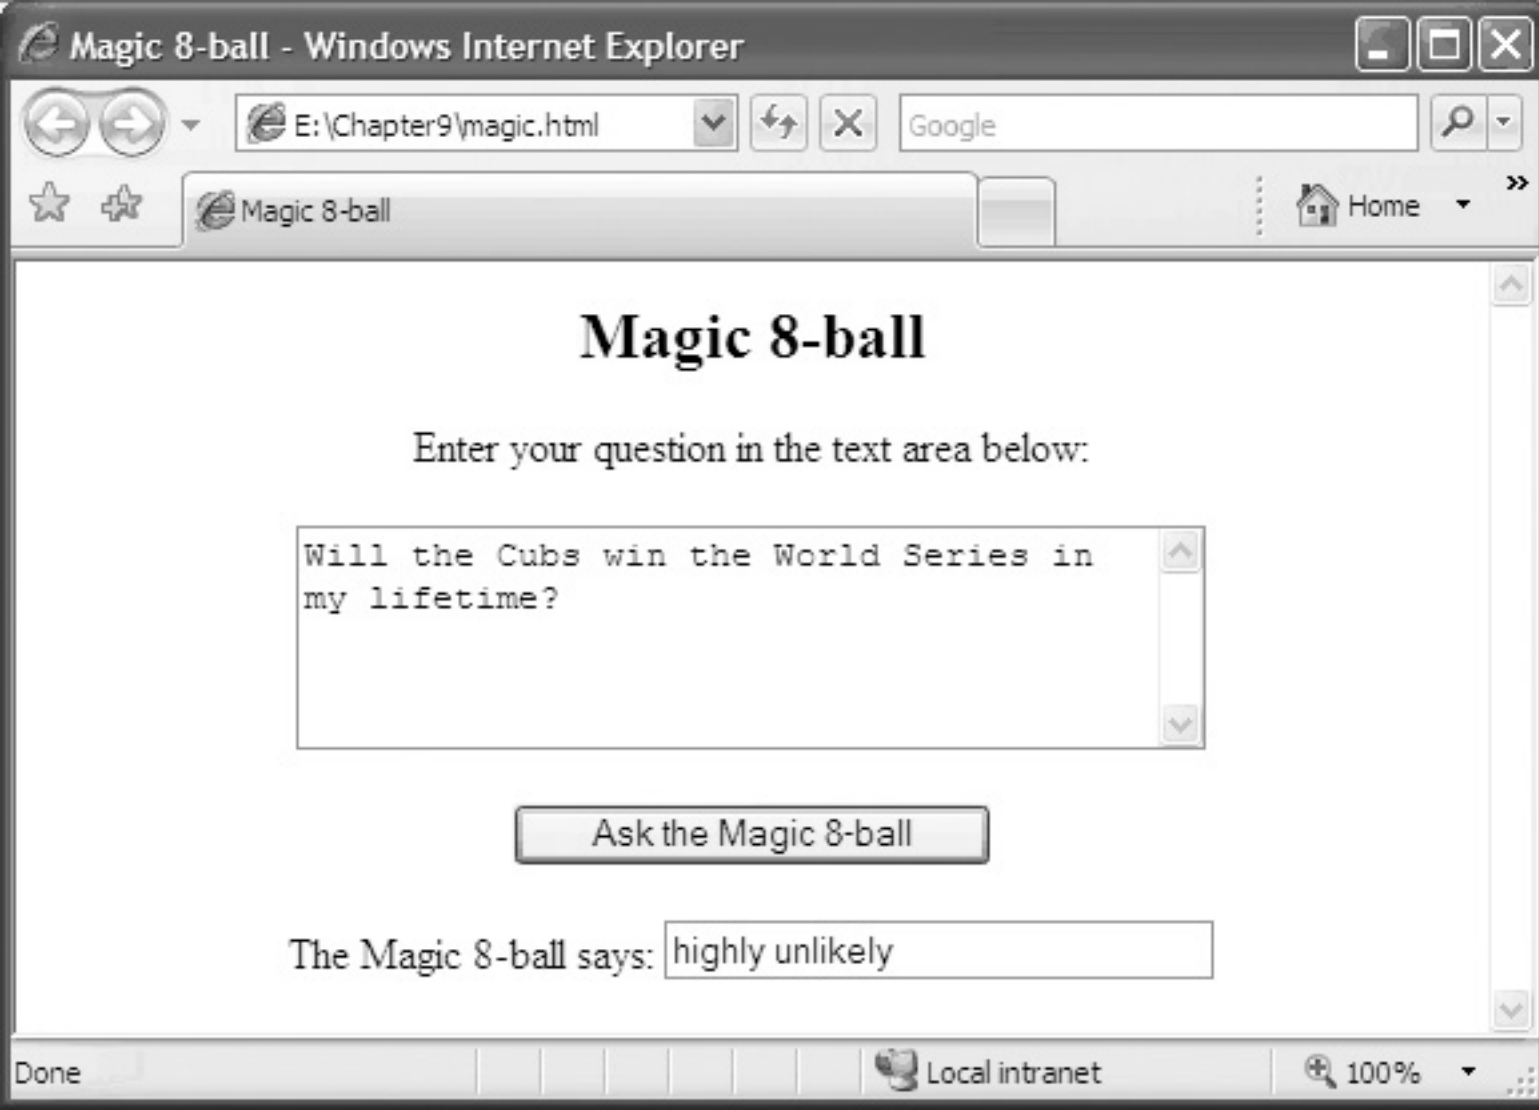 Magic 8-ball - Windows Internet Explorer
E:\Chapter9\magic.html
Google
Magic 8-ball
Home
Magic 8-ball
Enter your question in the text area below:
Will the Cubs win the World Series in
my lifetime?
Ask the Magic 8-ball
The Magic 8-ball says: highly unlikely
Done
Local intranet
100%